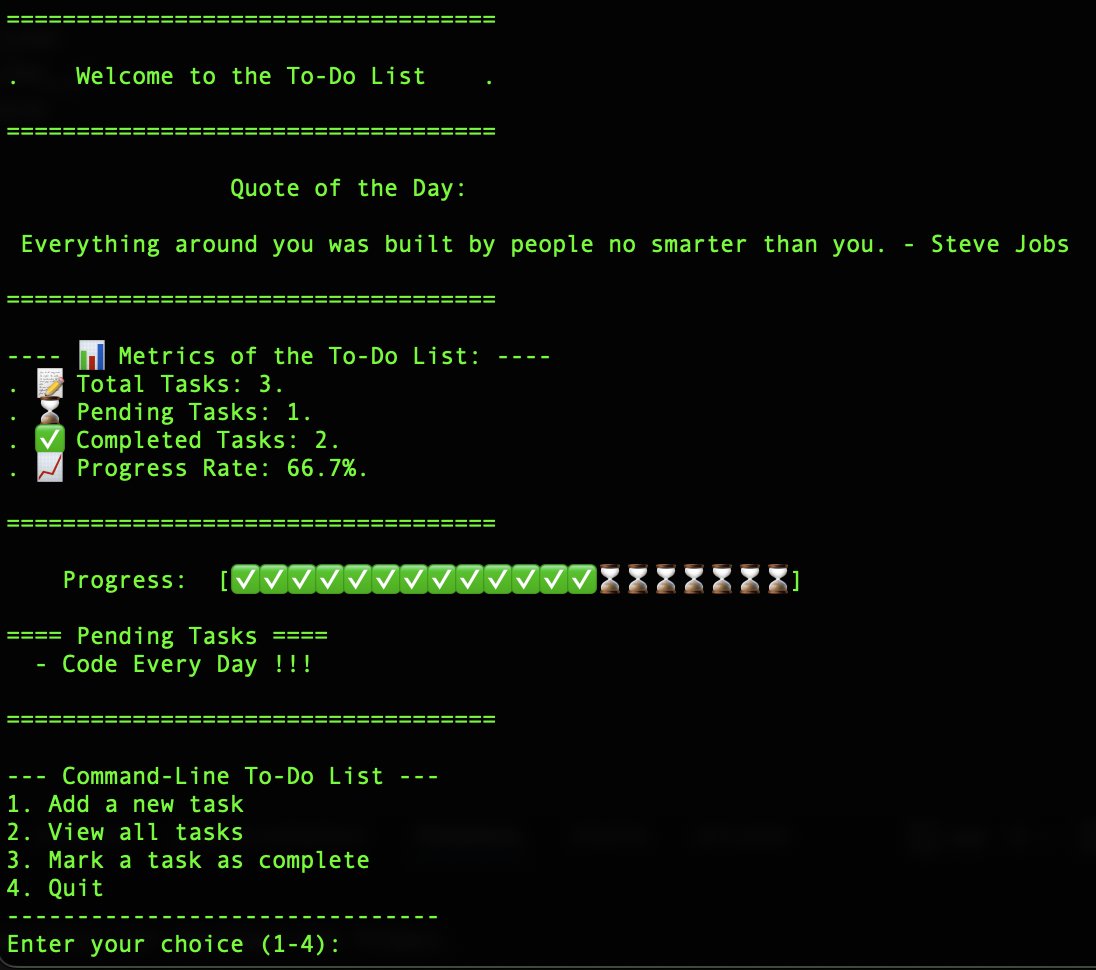 ===================================
.    Welcome to the To-Do List    .
===================================
Quote of the Day:
Everything around you was built by people no smarter than you. - Steve Jobs
===================================
---- 📊 Metrics of the To-Do List: ----
. 📝 Total Tasks: 3.
. ⏳ Pending Tasks: 1.
. ✅ Completed Tasks: 2.
. 📈 Progress Rate: 66.7%.
===================================
Progress:  [✅✅✅✅✅✅✅✅✅✅✅✅✅⏳⏳⏳⏳⏳⏳⏳]
==== Pending Tasks ====
- Code Every Day !!!
===================================
--- Command-Line To-Do List ---
1. Add a new task
2. View all tasks
3. Mark a task as complete
4. Quit
-------------------------------
Enter your choice (1-4):